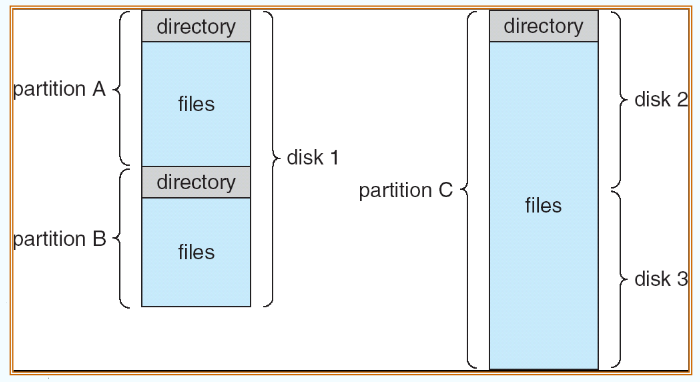 directory
partition A
files
disk 1
directory
partition B
files
directory
disk 2
partition C
files
disk 3